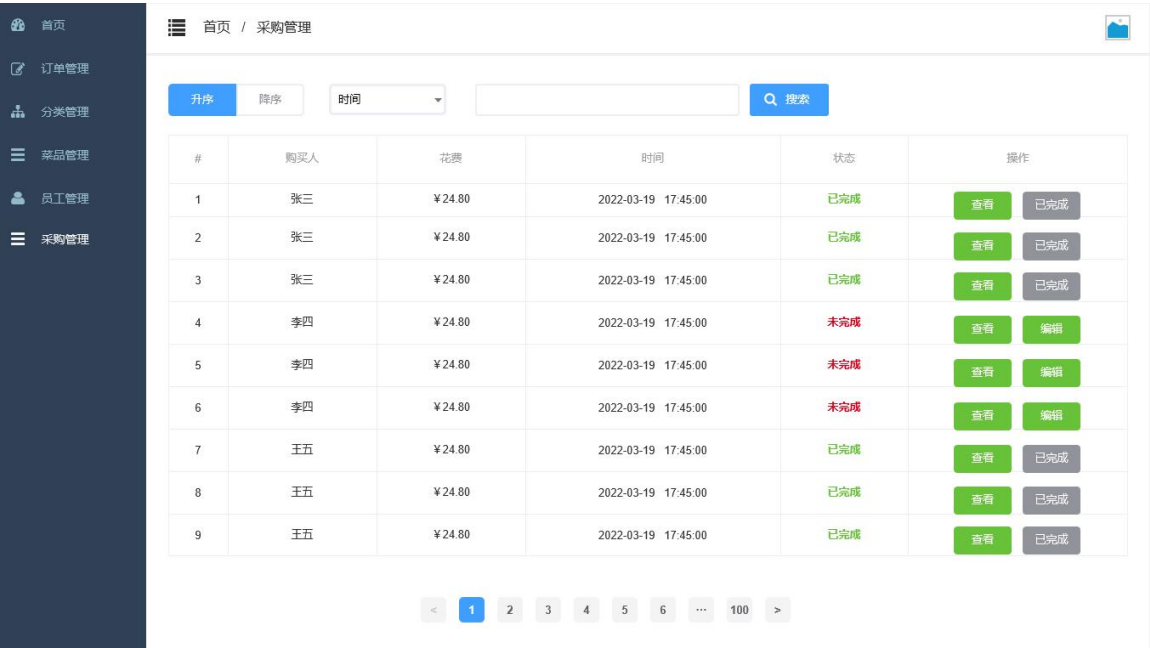 首页
订单管理
分类管理
菜品管理
员工管理
采购管理
首页 / 采购管理
升序 降序 时间 搜索
# 购买人 花费 时间 状态 操作
1 张三 ¥24.80 2022-03-19 17:45:00 已完成 查看 已完成
2 张三 ¥24.80 2022-03-19 17:45:00 已完成 查看 已完成
3 张三 ¥24.80 2022-03-19 17:45:00 已完成 查看 已完成
4 李四 ¥24.80 2022-03-19 17:45:00 未完成 查看 编辑
5 李四 ¥24.80 2022-03-19 17:45:00 未完成 查看 编辑
6 李四 ¥24.80 2022-03-19 17:45:00 未完成 查看 编辑
7 王五 ¥24.80 2022-03-19 17:45:00 已完成 查看 已完成
8 王五 ¥24.80 2022-03-19 17:45:00 已完成 查看 已完成
9 王五 ¥24.80 2022-03-19 17:45:00 已完成 查看 已完成
< 1 2 3 4 5 6 ··· 100 >